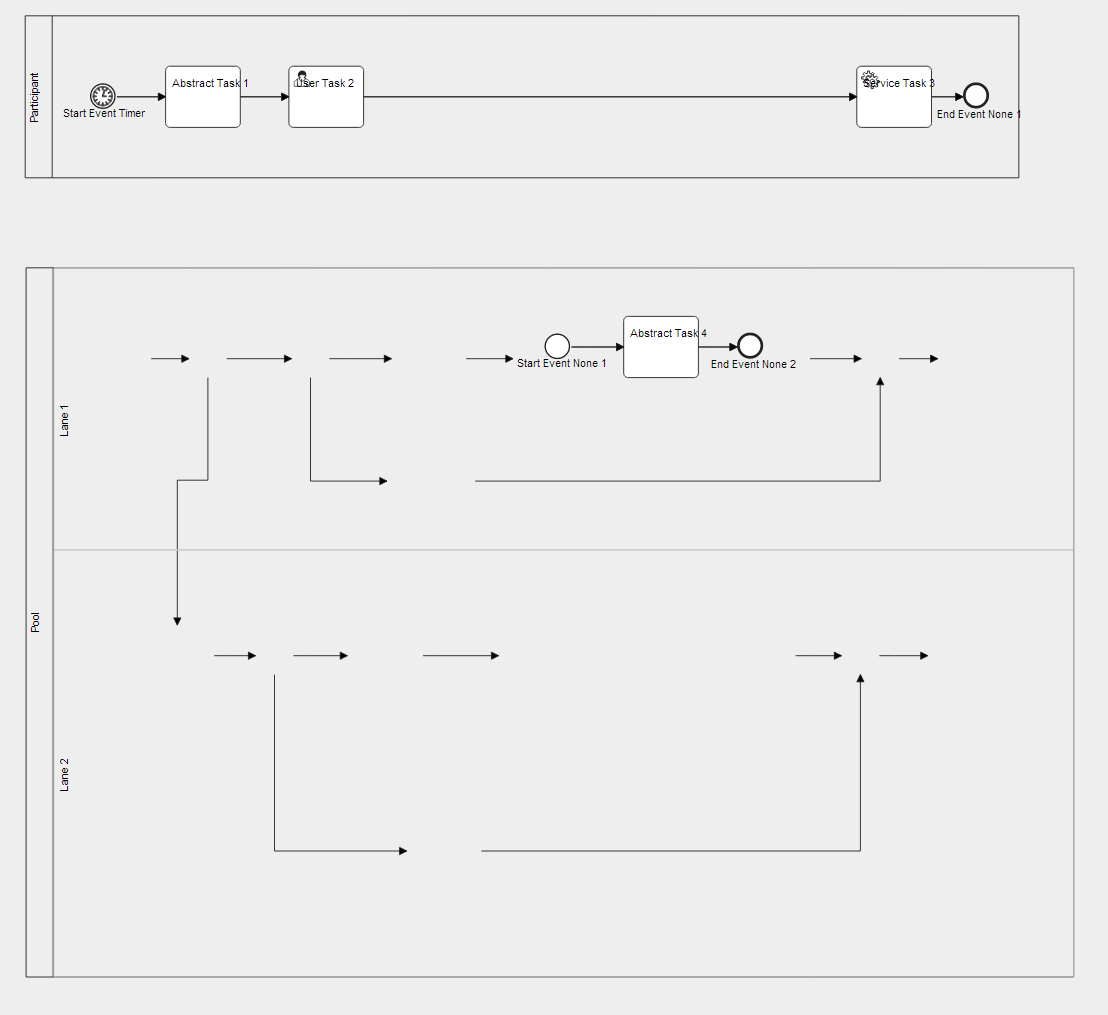 Participant
Start Event Timer
Abstract Task 1
User Task 2
Service Task 3
End Event None 1
Pool
Lane 1
Start Event None 1
Abstract Task 4
End Event None 2
Lane 2